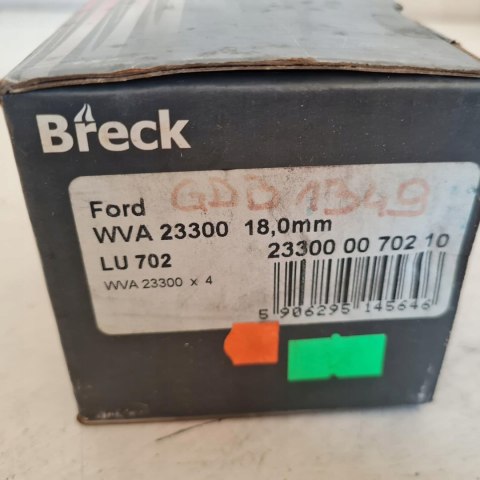 Breck
Ford GDB1349
WVA 23300 18,0mm
LU 702 23300 00 702 10
WVA 23300 x 4
5 906295 145646